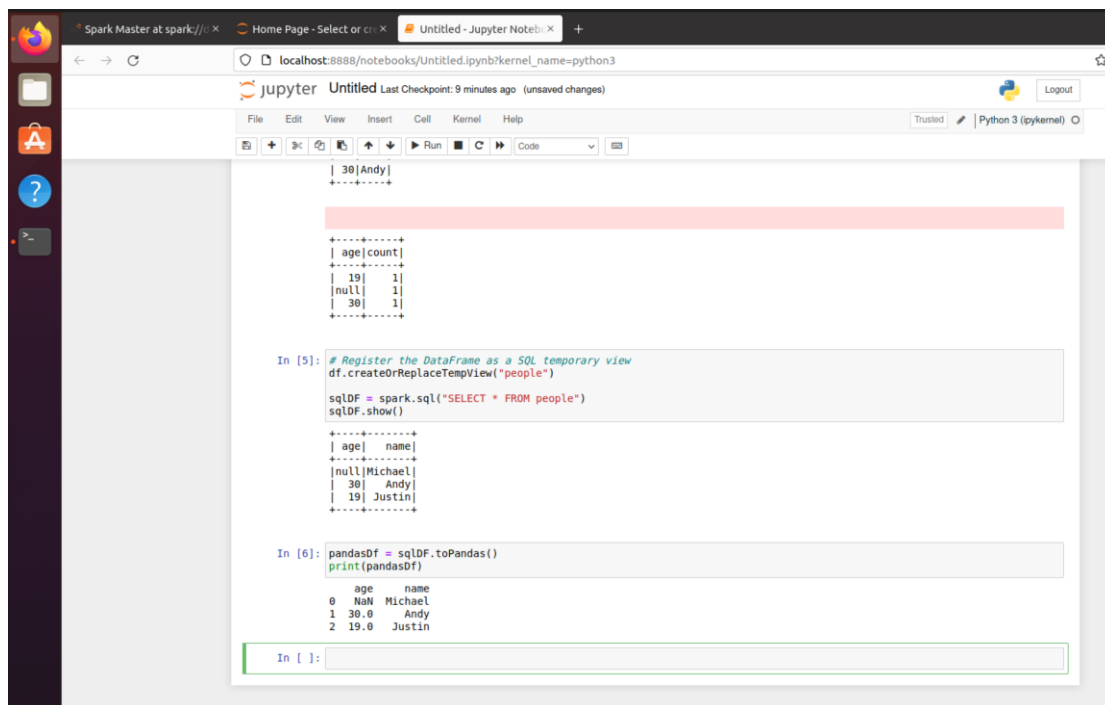 Spark Master at spark://d
Home Page - Select or cre
Untitled - Jupyter Notebo
localhost:8888/notebooks/Untitled.ipynb?kernel_name=python3
jupyter Untitled Last Checkpoint: 9 minutes ago (unsaved changes)
Logout
File Edit View Insert Cell Kernel Help
Trusted
Python 3 (ipykernel)
Run
Code
| 30|Andy|
+---+----+
+----+-----+
| age|count|
+----+-----+
|  19|    1|
|null|    1|
|  30|    1|
+----+-----+
In [5]: # Register the DataFrame as a SQL temporary view
df.createOrReplaceTempView("people")
sqlDF = spark.sql("SELECT * FROM people")
sqlDF.show()
+----+-------+
| age|   name|
+----+-------+
|null|Michael|
|  30|   Andy|
|  19| Justin|
+----+-------+
In [6]: pandasDf = sqlDF.toPandas()
print(pandasDf)
    age     name
0   NaN  Michael
1  30.0     Andy
2  19.0   Justin
In [ ]: